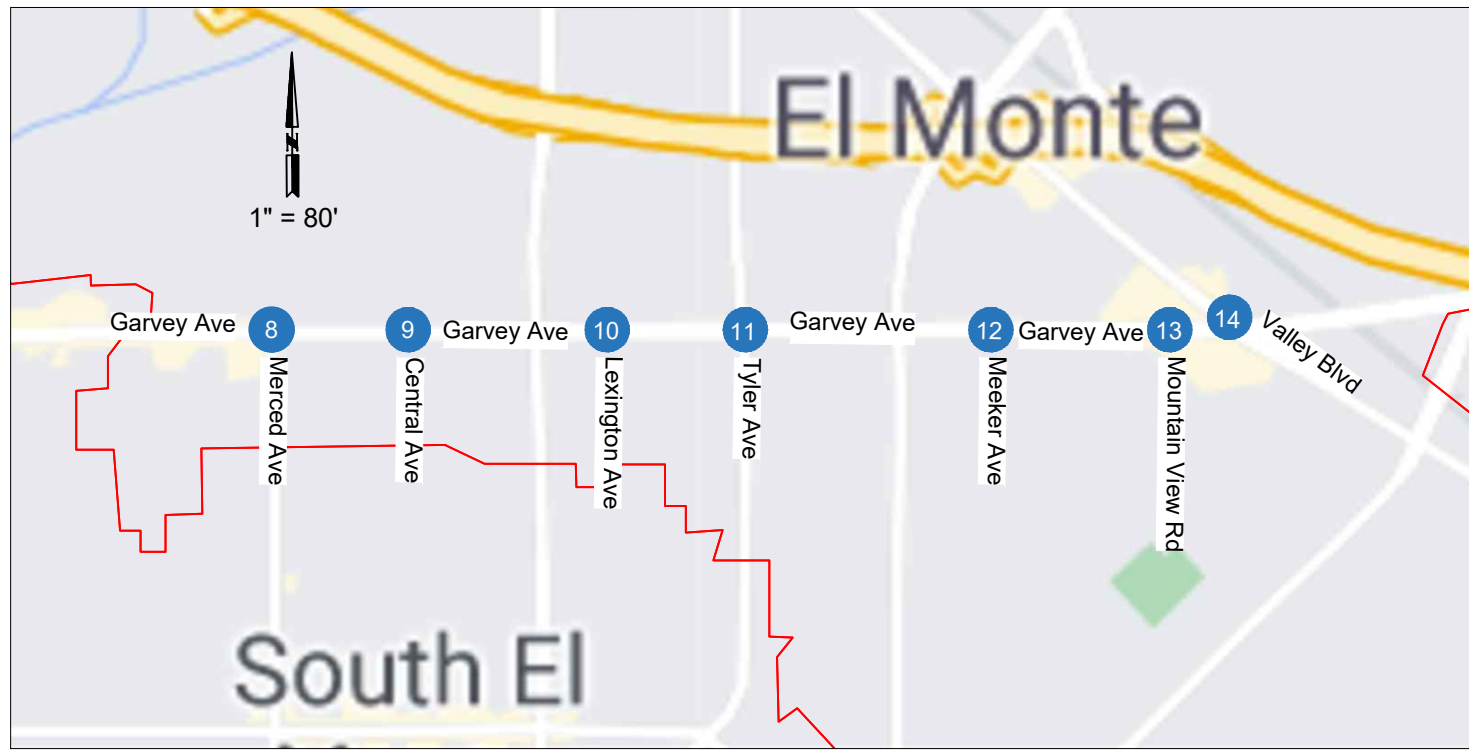 El Monte
N
1" = 80'
Garvey Ave
8
9
Garvey Ave
10
11
Garvey Ave
12
Garvey Ave
13
14
Valley Blvd
Merced Ave
Central Ave
Lexington Ave
Tyler Ave
Meeker Ave
Mountain View Rd
South El